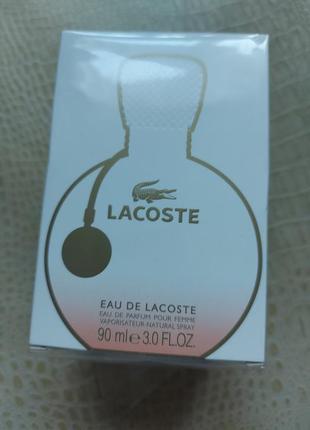 LACOSTE
EAU DE LACOSTE
EAU DE PARFUM POUR FEMME
VAPORISATEUR-NATURAL SPRAY
90 ml e 3.0 FL.OZ.